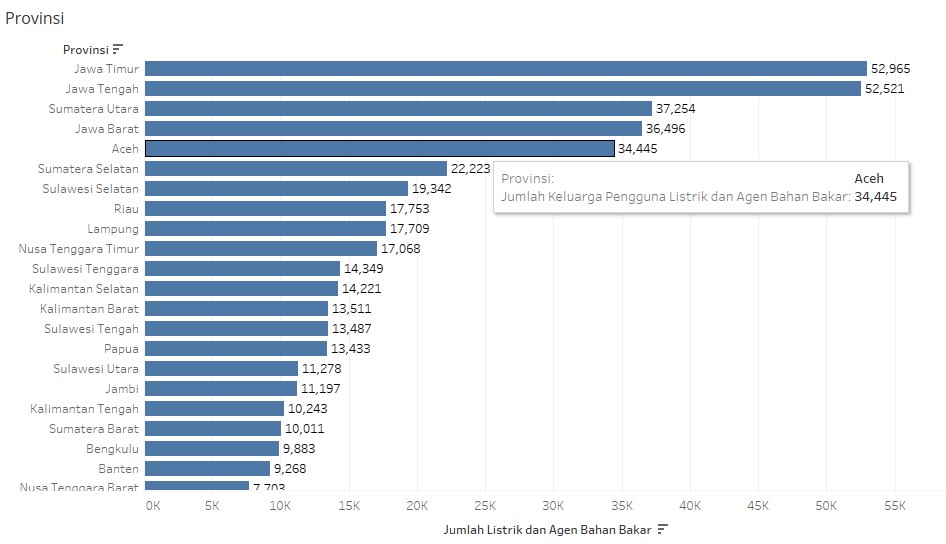 Provinsi
Provinsi
Jawa Timur 52,965
Jawa Tengah 52,521
Sumatera Utara 37,254
Jawa Barat 36,496
Aceh 34,445
Sumatera Selatan 22,223
Provinsi: Aceh
Sulawesi Selatan 19,342
Jumlah Keluarga Pengguna Listrik dan Agen Bahan Bakar: 34,445
Riau 17,753
Lampung 17,709
Nusa Tenggara Timur 17,068
Sulawesi Tenggara 14,349
Kalimantan Selatan 14,221
Kalimantan Barat 13,511
Sulawesi Tengah 13,487
Papua 13,433
Sulawesi Utara 11,278
Jambi 11,197
Kalimantan Tengah 10,243
Sumatera Barat 10,011
Bengkulu 9,883
Banten 9,268
Nusa Tenggara Barat 7,703
0K 5K 10K 15K 20K 25K 30K 35K 40K 45K 50K 55K
Jumlah Listrik dan Agen Bahan Bakar